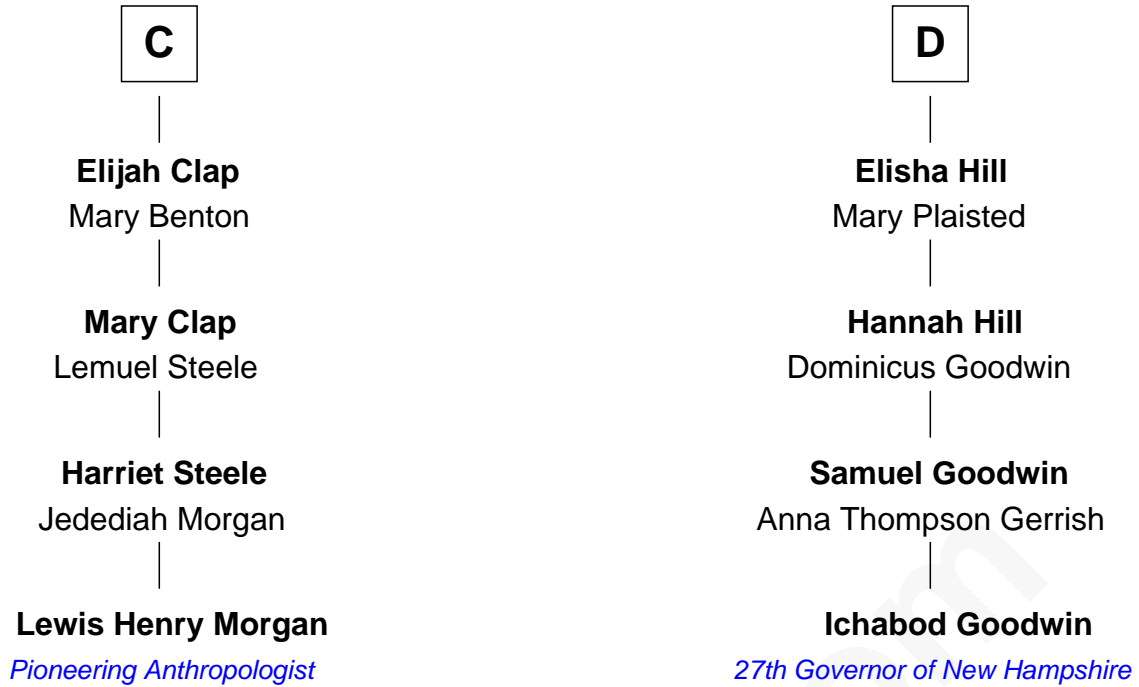 C
Elijah Clap
Mary Benton
Mary Clap
Lemuel Steele
Harriet Steele
Jedediah Morgan
Lewis Henry Morgan
Pioneering Anthropologist
D
Elisha Hill
Mary Plaisted
Hannah Hill
Dominicus Goodwin
Samuel Goodwin
Anna Thompson Gerrish
Ichabod Goodwin
27th Governor of New Hampshire